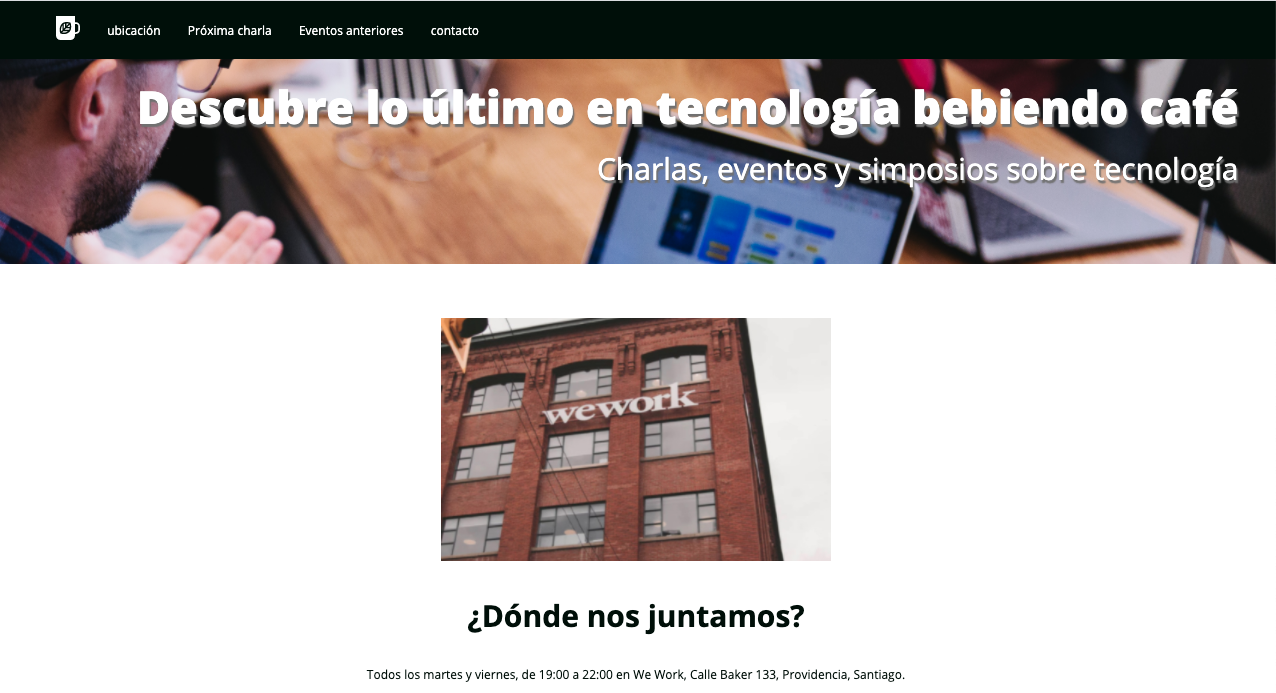 ubicación Próxima charla Eventos anteriores contacto
Descubre lo último en tecnología bebiendo café
Charlas, eventos y simposios sobre tecnología
wework
¿Dónde nos juntamos?
Todos los martes y viernes, de 19:00 a 22:00 en We Work, Calle Baker 133, Providencia, Santiago.